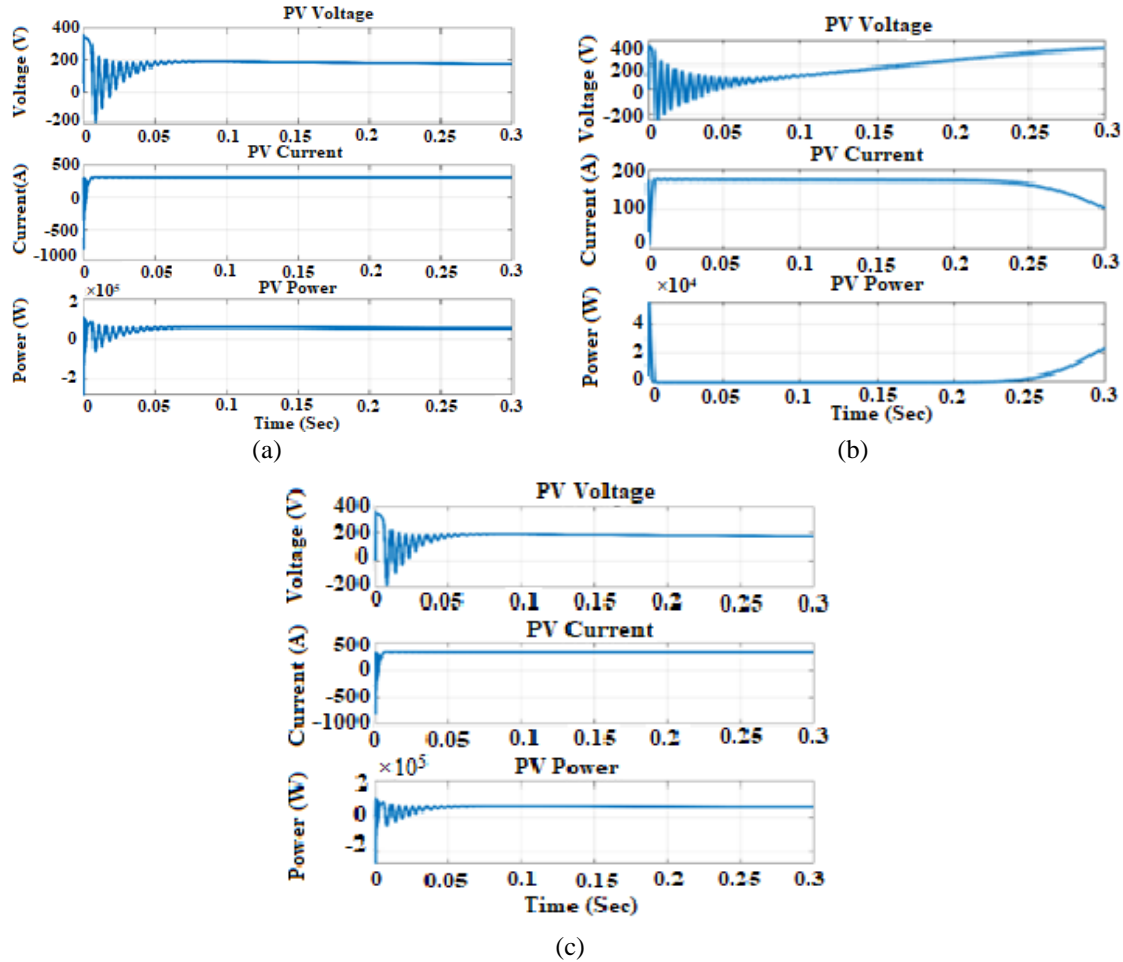 PV Voltage
Voltage (V)
400
200
0
-200
0 0.05 0.1 0.15 0.2 0.25 0.3
PV Current
Current(A)
500
0
-500
-1000
0 0.05 0.1 0.15 0.2 0.25 0.3
×10⁵
PV Power
Power (W)
2
0
-2
0 0.05 0.1 0.15 0.2 0.25 0.3
Time (Sec)
(a)
PV Voltage
Voltage (V)
400
200
0
-200
0 0.05 0.1 0.15 0.2 0.25 0.3
PV Current
Current (A)
200
100
0
0 0.05 0.1 0.15 0.2 0.25 0.3
×10⁴
PV Power
Power (W)
4
2
0
0 0.05 0.1 0.15 0.2 0.25 0.3
Time (Sec)
(b)
PV Voltage
Voltage (V)
400
200
0
-200
0 0.05 0.1 0.15 0.2 0.25 0.3
PV Current
Current (A)
500
0
-500
-1000
0 0.05 0.1 0.15 0.2 0.25 0.3
×10⁵
PV Power
Power (W)
2
0
-2
0 0.05 0.1 0.15 0.2 0.25 0.3
Time (Sec)
(c)